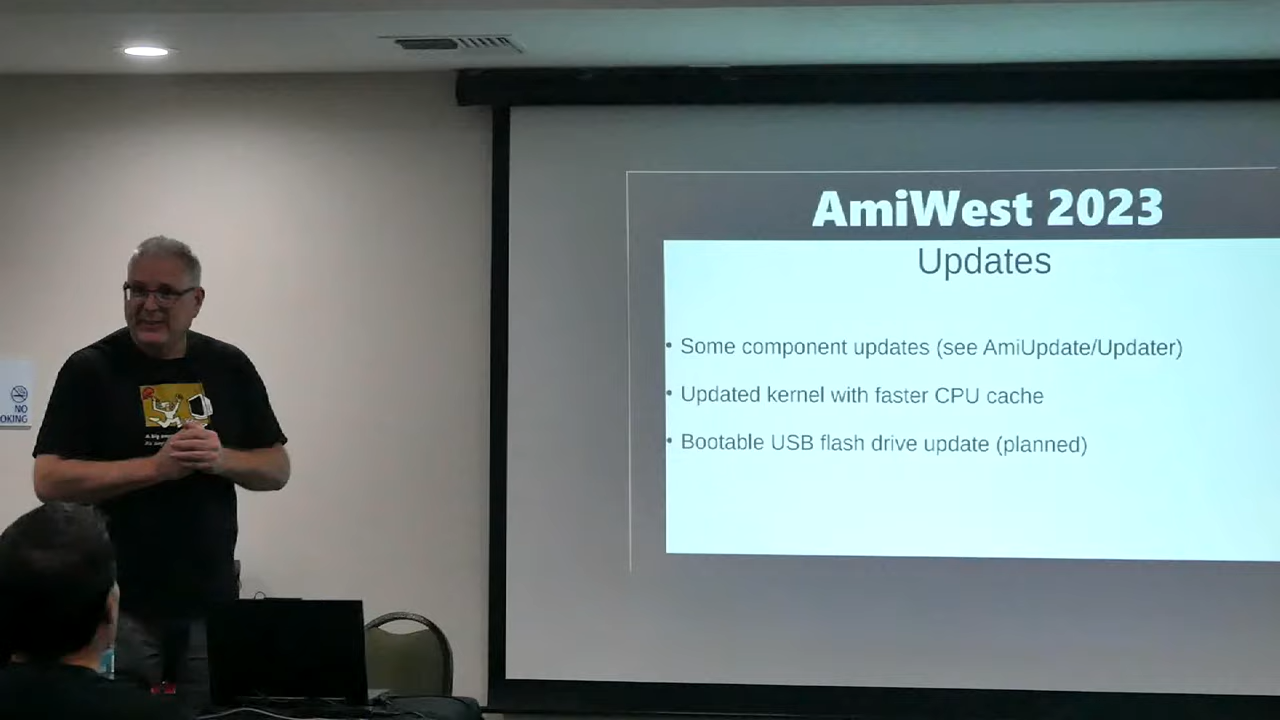 AmiWest 2023
Updates
• Some component updates (see AmiUpdate/Updater)
• Updated kernel with faster CPU cache
• Bootable USB flash drive update (planned)
NO
OKING